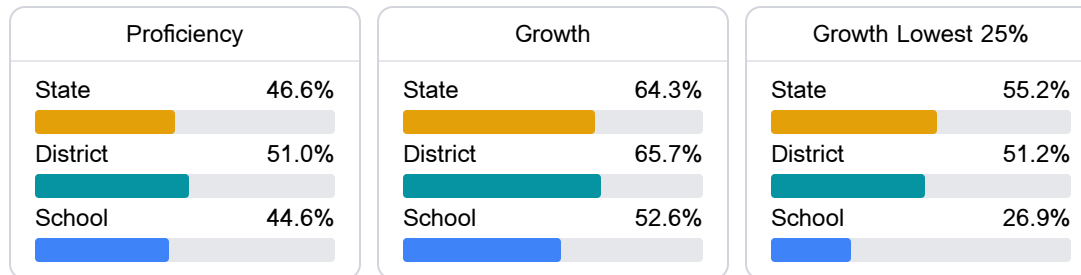 Proficiency
State 46.6%
District 51.0%
School 44.6%
Growth
State 64.3%
District 65.7%
School 52.6%
Growth Lowest 25%
State 55.2%
District 51.2%
School 26.9%